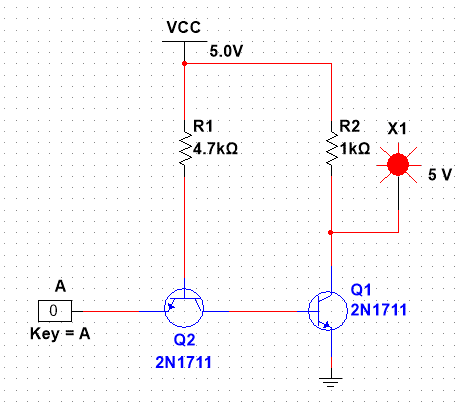 VCC
5.0V
R1
4.7kΩ
R2
1kΩ
X1
5 V
A
0
Key = A
Q2
2N1711
Q1
2N1711